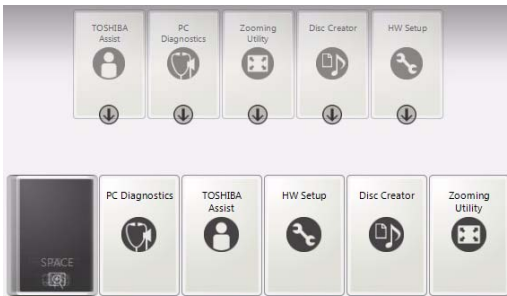 TOSHIBA
Assist
PC
Diagnostics
Zooming
Utility
Disc Creator
HW Setup
SPACE
PC Diagnostics
TOSHIBA
Assist
HW Setup
Disc Creator
Zooming
Utility